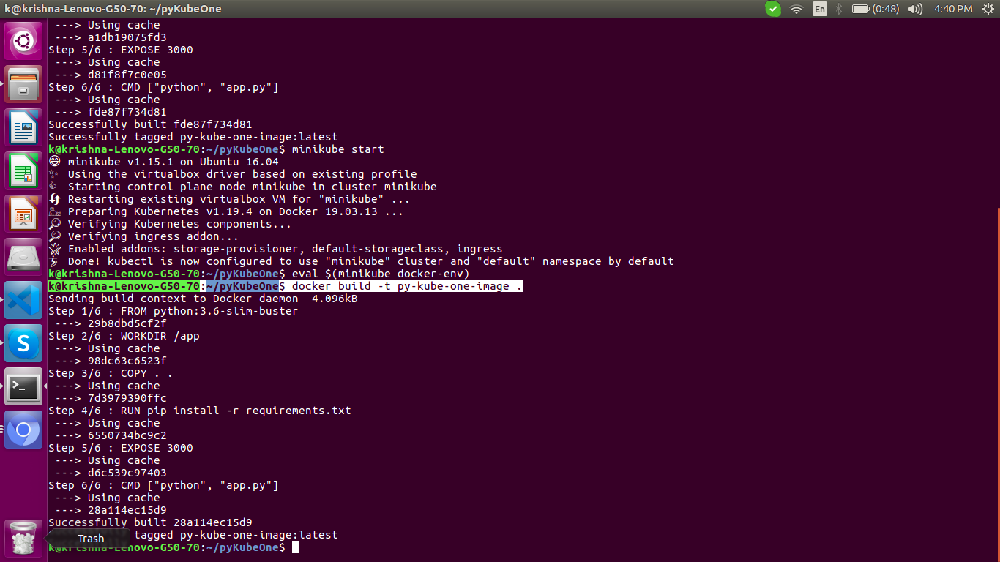 k@krishna-Lenovo-G50-70: ~/pyKubeOne
En
(0:48)
4:40 PM
---> Using cache
---> a1db19075fd3
Step 5/6 : EXPOSE 3000
---> Using cache
---> d81f8f7c0e05
Step 6/6 : CMD ["python", "app.py"]
---> Using cache
---> fde87f734d81
Successfully built fde87f734d81
Successfully tagged py-kube-one-image:latest
k@krishna-Lenovo-G50-70:~/pyKubeOne$ minikube start
minikube v1.15.1 on Ubuntu 16.04
Using the virtualbox driver based on existing profile
Starting control plane node minikube in cluster minikube
Restarting existing virtualbox VM for "minikube" ...
Preparing Kubernetes v1.19.4 on Docker 19.03.13 ...
Verifying Kubernetes components...
Verifying ingress addon...
Enabled addons: storage-provisioner, default-storageclass, ingress
Done! kubectl is now configured to use "minikube" cluster and "default" namespace by default
k@krishna-Lenovo-G50-70:~/pyKubeOne$ eval $(minikube docker-env)
k@krishna-Lenovo-G50-70:~/pyKubeOne$ docker build -t py-kube-one-image .
Sending build context to Docker daemon  4.096kB
Step 1/6 : FROM python:3.6-slim-buster
---> 29b8dbd5cf2f
Step 2/6 : WORKDIR /app
---> Using cache
---> 98dc63c6523f
Step 3/6 : COPY . .
---> Using cache
---> 7d3979390ffc
Step 4/6 : RUN pip install -r requirements.txt
---> Using cache
---> 6550734bc9c2
Step 5/6 : EXPOSE 3000
---> Using cache
---> d6c539c97403
Step 6/6 : CMD ["python", "app.py"]
---> Using cache
---> 28a114ec15d9
Successfully built 28a114ec15d9
tagged py-kube-one-image:latest
Trash
k@krishna-Lenovo-G50-70:~/pyKubeOne$